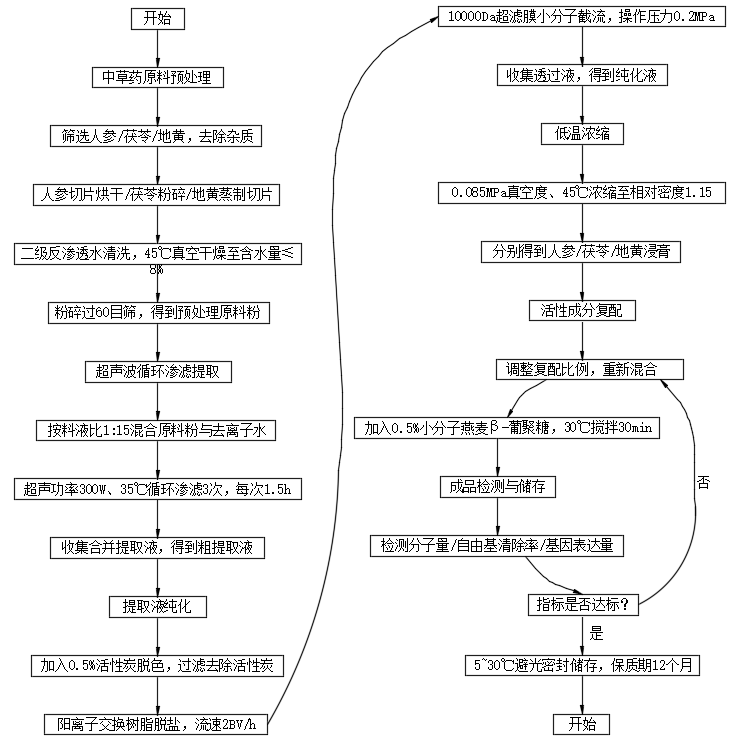 开始
中草药原料预处理
筛选人参/茯苓/地黄，去除杂质
人参切片烘干/茯苓粉碎/地黄蒸制切片
二级反渗透水清洗，45℃真空干燥至含水量≤
8%
粉碎过60目筛，得到预处理原料粉
超声波循环渗滤提取
按料液比1:15混合原料粉与去离子水
超声功率300W、35℃循环渗滤3次，每次1.5h
收集合并提取液，得到粗提取液
提取液纯化
加入0.5%活性炭脱色，过滤去除活性炭
阳离子交换树脂脱盐，流速2BV/h
10000Da超滤膜小分子截流，操作压力0.2MPa
收集透过液，得到纯化液
低温浓缩
0.085MPa真空度、45℃浓缩至相对密度1.15
分别得到人参/茯苓/地黄浸膏
活性成分复配
调整复配比例，重新混合
加入0.5%小分子燕麦β-葡聚糖，30℃搅拌30min
成品检测与储存
检测分子量/自由基清除率/基因表达量
指标是否达标？
否
是
5~30℃避光密封储存，保质期12个月
开始